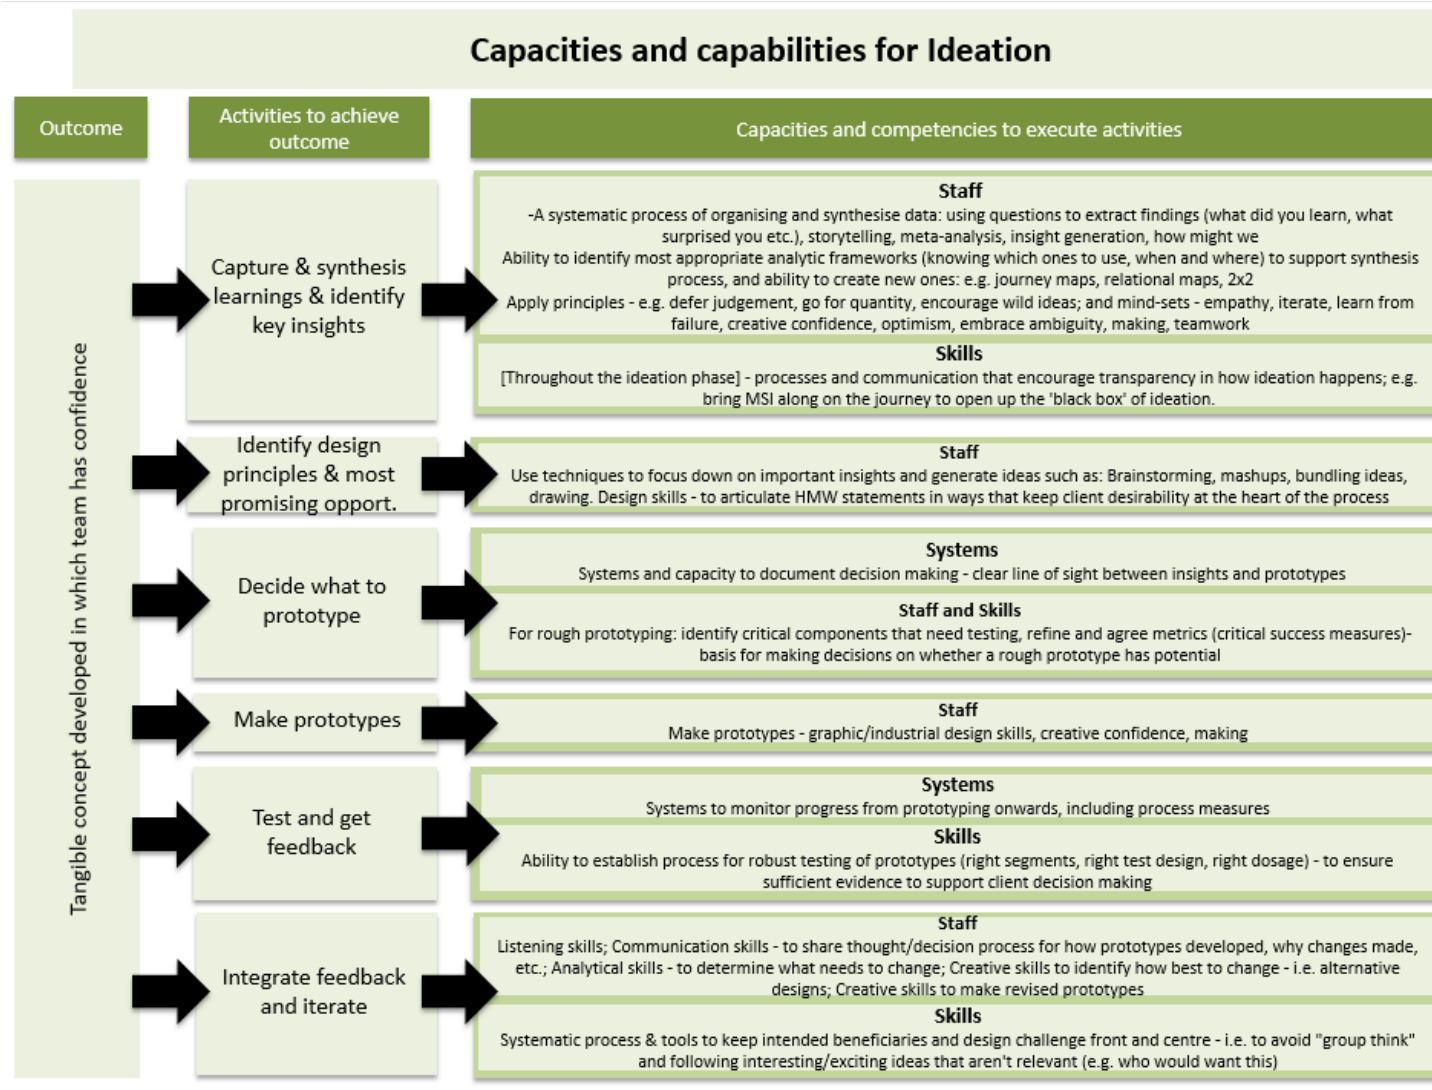 Capacities and capabilities for Ideation
Outcome
Activities to achieve
outcome
Capacities and competencies to execute activities
Tangible concept developed in which team has confidence
Capture & synthesis
learnings & identify
key insights
Staff
-A systematic process of organising and synthesise data: using questions to extract findings (what did you learn, what
surprised you etc.), storytelling, meta-analysis, insight generation, how might we
Ability to identify most appropriate analytic frameworks (knowing which ones to use, when and where) to support synthesis
process, and ability to create new ones: e.g. journey maps, relational maps, 2x2
Apply principles - e.g. defer judgement, go for quantity, encourage wild ideas; and mind-sets - empathy, iterate, learn from
failure, creative confidence, optimism, embrace ambiguity, making, teamwork
Skills
[Throughout the ideation phase] - processes and communication that encourage transparency in how ideation happens; e.g.
bring MSI along on the journey to open up the 'black box' of ideation.
Identify design
principles & most
promising opport.
Staff
Use techniques to focus down on important insights and generate ideas such as: Brainstorming, mashups, bundling ideas,
drawing. Design skills - to articulate HMW statements in ways that keep client desirability at the heart of the process
Decide what to
prototype
Systems
Systems and capacity to document decision making - clear line of sight between insights and prototypes
Staff and Skills
For rough prototyping: identify critical components that need testing, refine and agree metrics (critical success measures)-
basis for making decisions on whether a rough prototype has potential
Make prototypes
Staff
Make prototypes - graphic/industrial design skills, creative confidence, making
Test and get
feedback
Systems
Systems to monitor progress from prototyping onwards, including process measures
Skills
Ability to establish process for robust testing of prototypes (right segments, right test design, right dosage) - to ensure
sufficient evidence to support client decision making
Integrate feedback
and iterate
Staff
Listening skills; Communication skills - to share thought/decision process for how prototypes developed, why changes made,
etc.; Analytical skills - to determine what needs to change; Creative skills to identify how best to change - i.e. alternative
designs; Creative skills to make revised prototypes
Skills
Systematic process & tools to keep intended beneficiaries and design challenge front and centre - i.e. to avoid "group think"
and following interesting/exciting ideas that aren't relevant (e.g. who would want this)